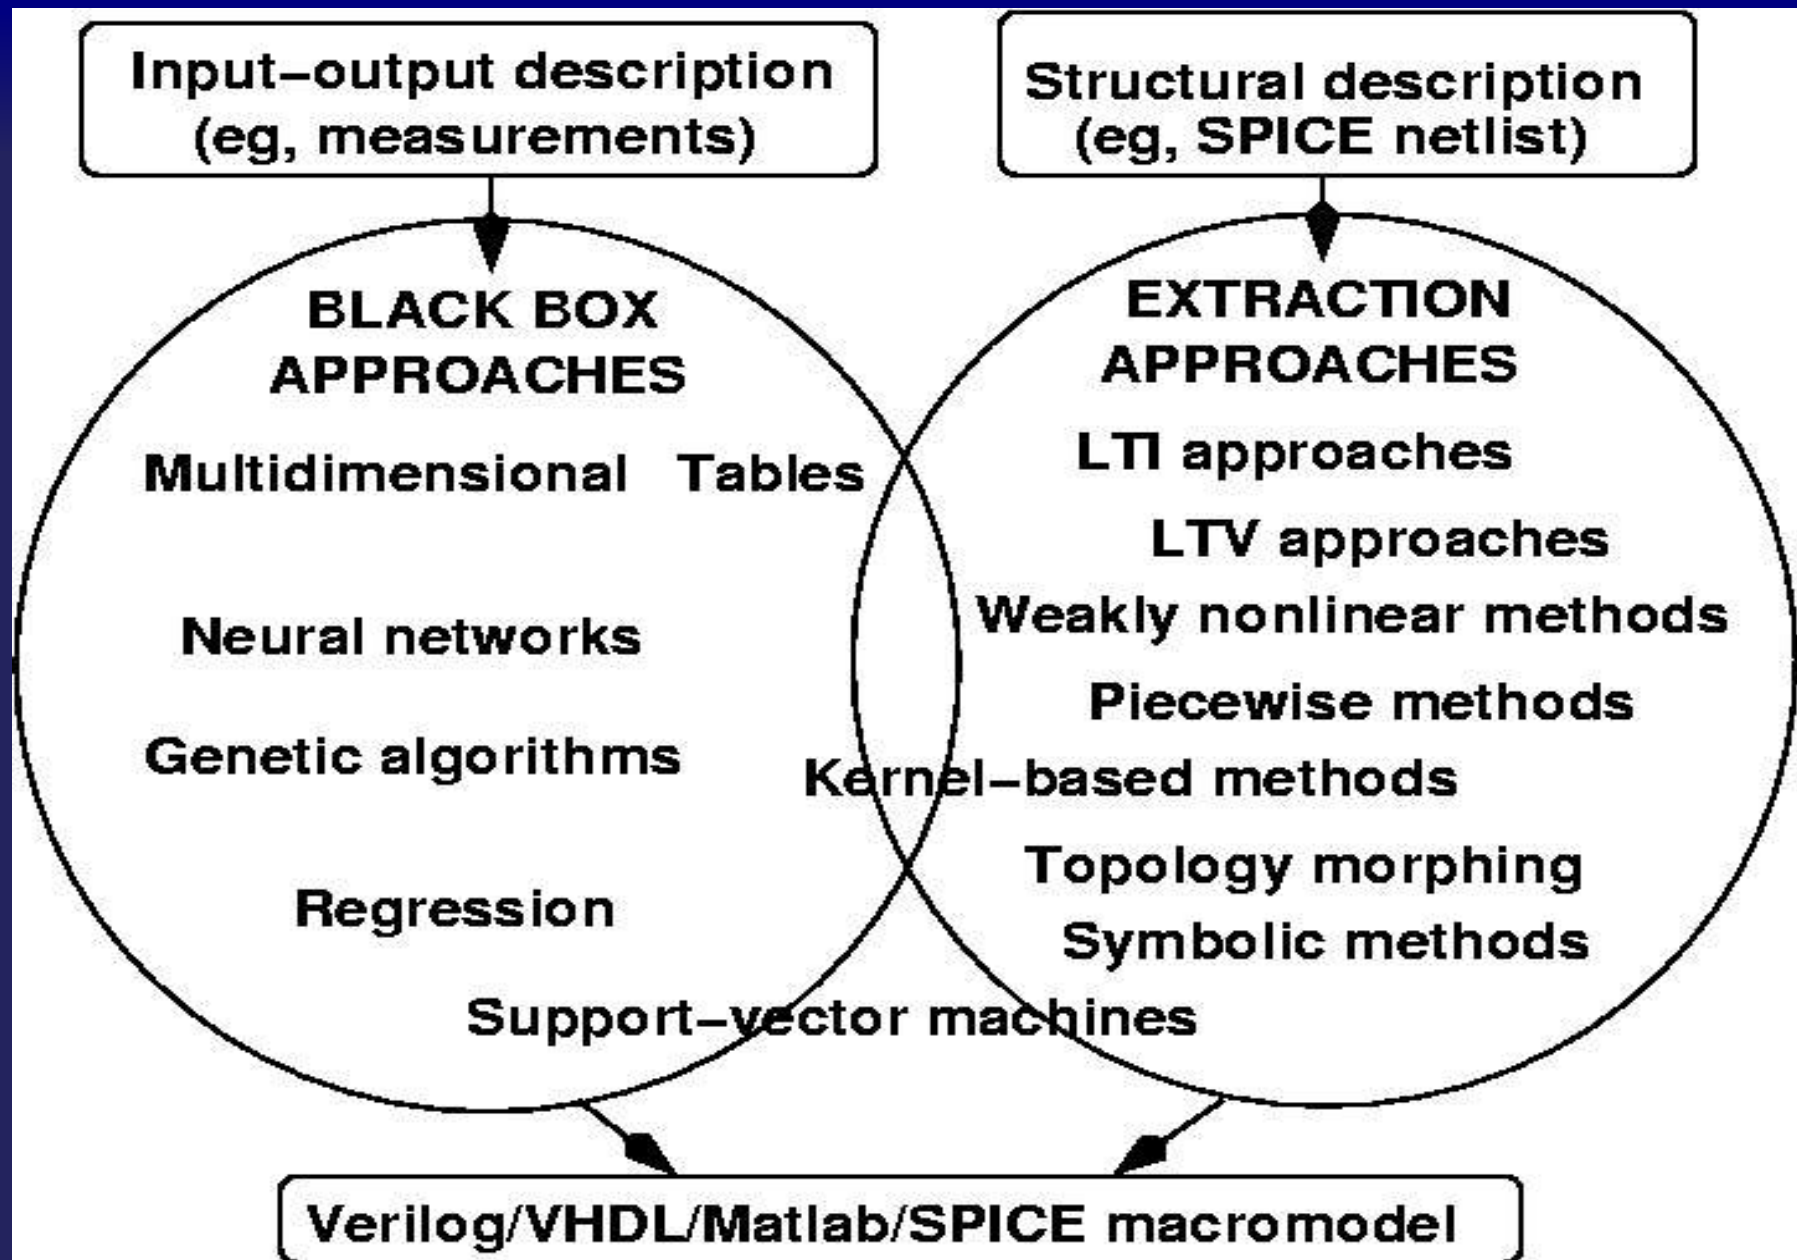 Input–output description
(eg, measurements)
Structural description
(eg, SPICE netlist)
BLACK BOX
APPROACHES
Multidimensional Tables
Neural networks
Genetic algorithms
Regression
EXTRACTION
APPROACHES
LTI approaches
LTV approaches
Weakly nonlinear methods
Piecewise methods
Kernel–based methods
Topology morphing
Symbolic methods
Support–vector machines
Verilog/VHDL/Matlab/SPICE macromodel